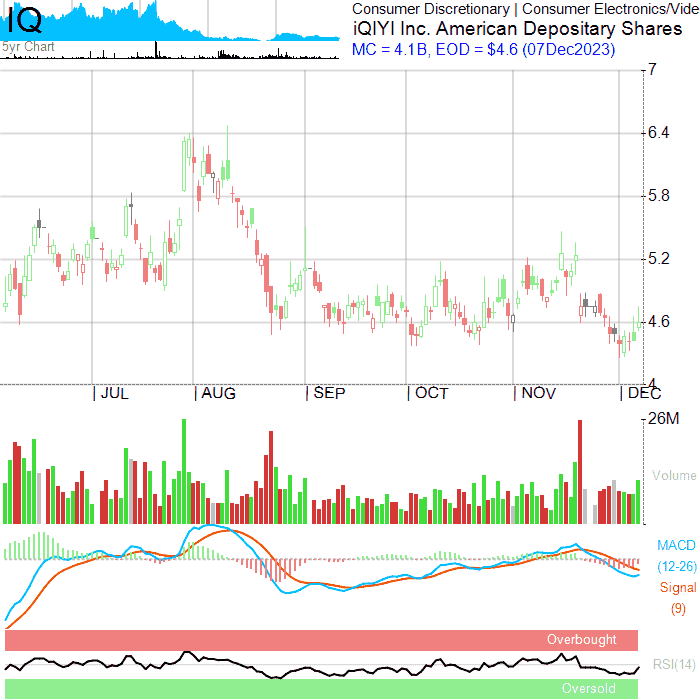 IQ
5yr Chart
Consumer Discretionary | Consumer Electronics/Vide
iQIYI Inc. American Depositary Shares
MC = 4.1B, EOD = $4.6 (07Dec2023)
7
6.4
5.8
5.2
4.6
4
| JUL | AUG | SEP | OCT | NOV | DEC
26M
Volume
MACD
(12-26)
Signal
(9)
Overbought
RSI(14)
Oversold